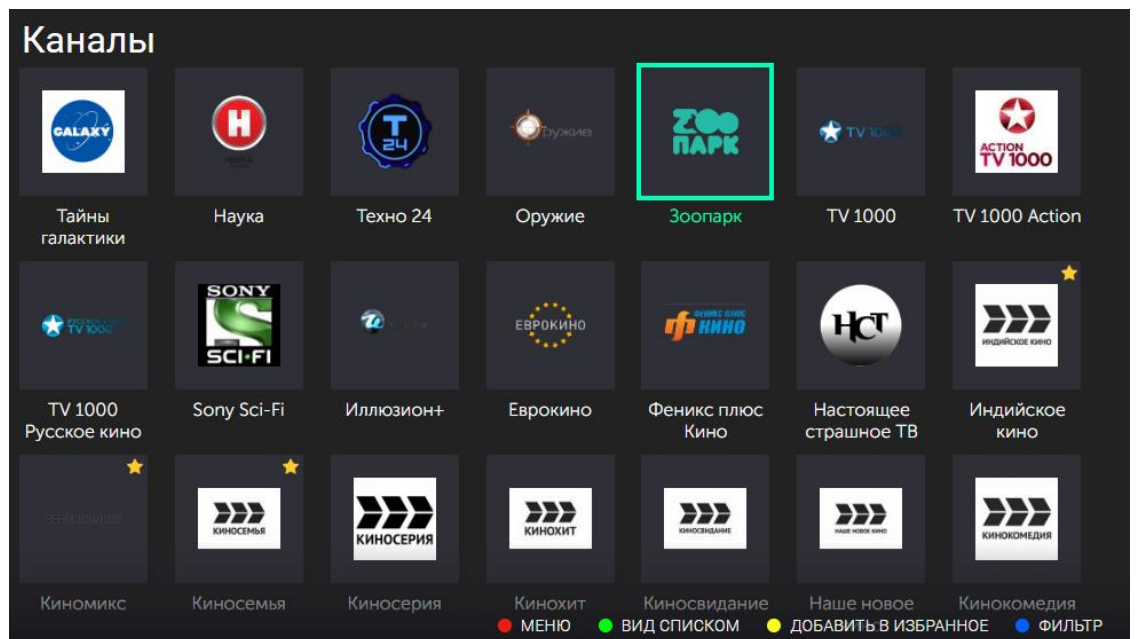 Каналы
GALAXY
Н
Т
24
Оружие
ZOO
ПАРК
TV 1000
ACTION
TV 1000
Тайны
галактики
Наука
Техно 24
Оружие
Зоопарк
TV 1000
TV 1000 Action
TV 1000
SONY
SCI-FI
ЕВРОКИНО
ФЕНИКС ПЛЮС
КИНО
НСТ
ИНДИЙСКОЕ КИНО
TV 1000
Русское кино
Sony Sci-Fi
Иллюзион+
Еврокино
Феникс плюс
Кино
Настоящее
страшное ТВ
Индийское
кино
КИНОСЕМЬЯ
КИНОСЕРИЯ
КИНОХИТ
КИНОСВИДАНИЕ
НАШЕ НОВОЕ КИНО
КИНОКОМЕДИЯ
Киномикс
Киносемья
Киносерия
Кинохит
Киносвидание
Наше новое
Кинокомедия
МЕНЮ
ВИД СПИСКОМ
ДОБАВИТЬ В ИЗБРАННОЕ
ФИЛЬТР